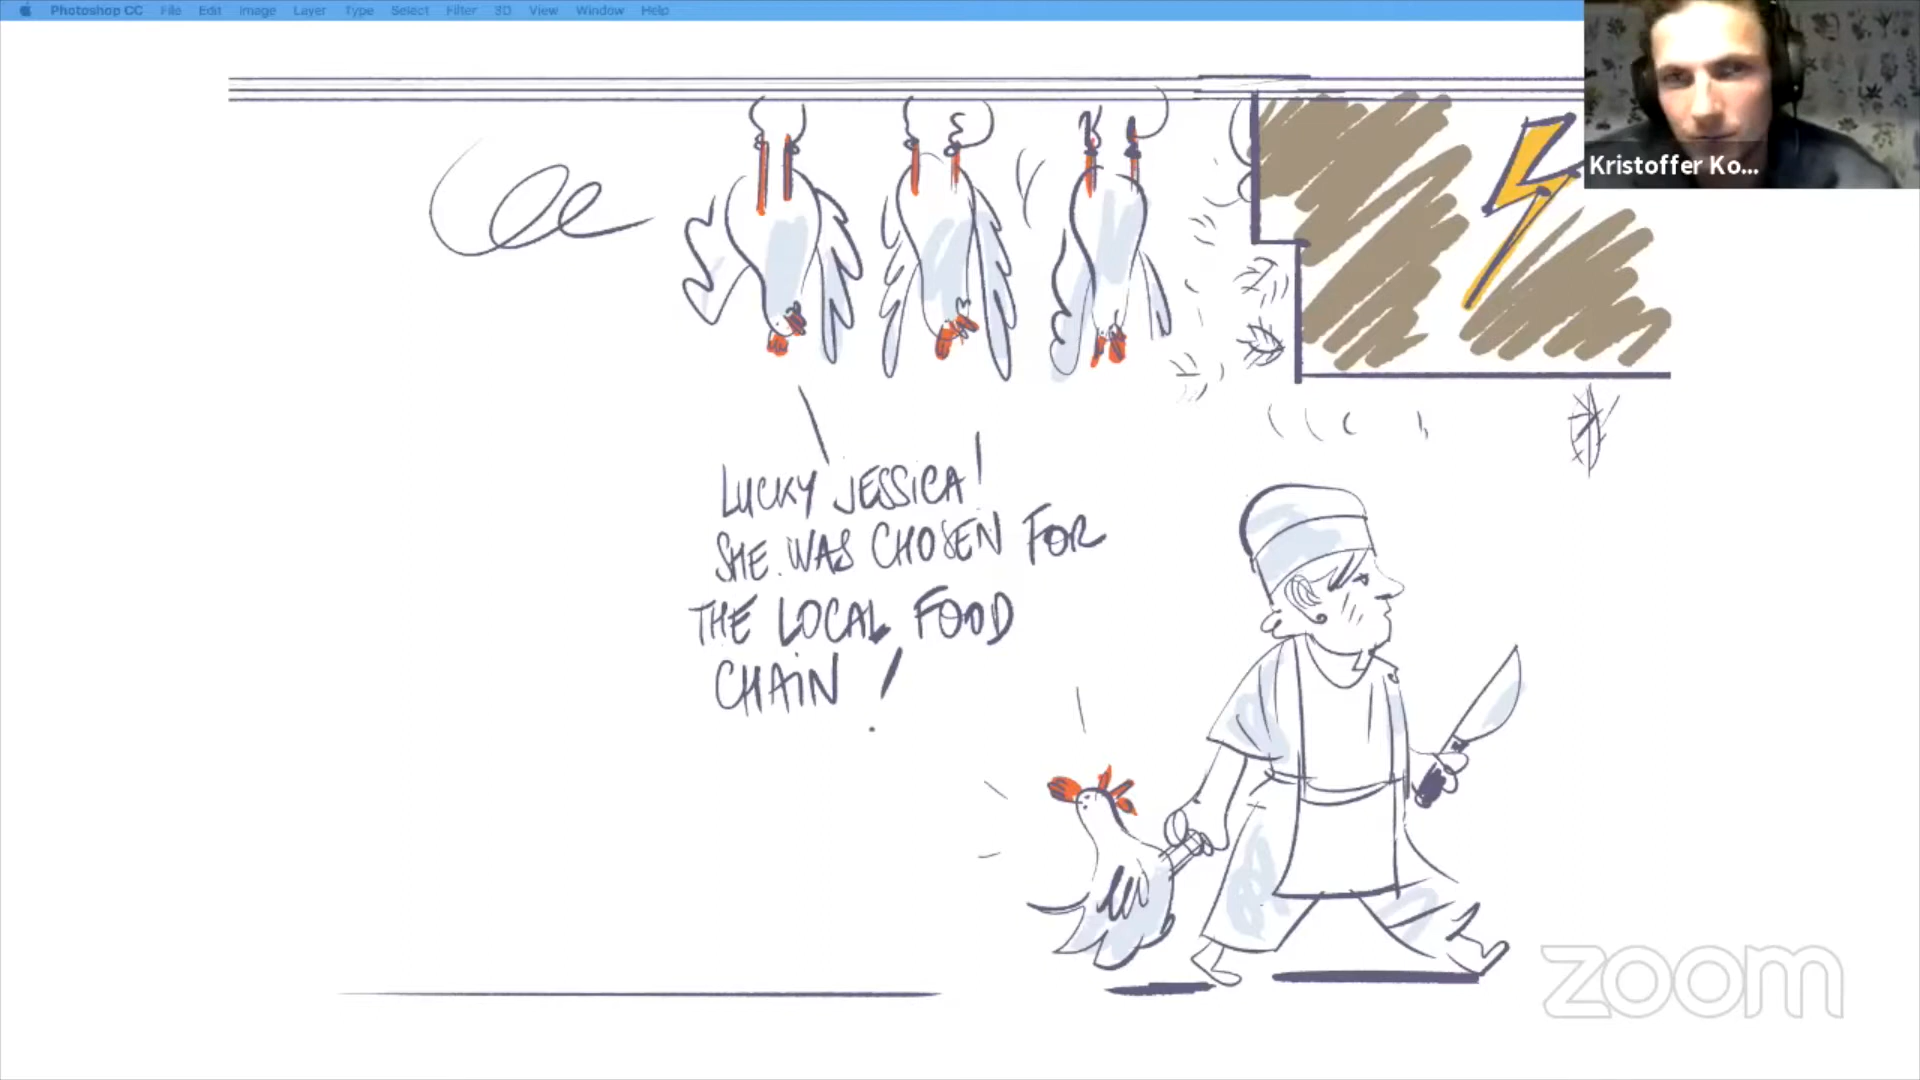 Photoshop CC File Edit Image Layer Type Select Filter 3D View Window Help
Kristoffer Ko...
LUCKY JESSICA!
SHE WAS CHOSEN FOR
THE LOCAL FOOD
CHAIN!
zoom